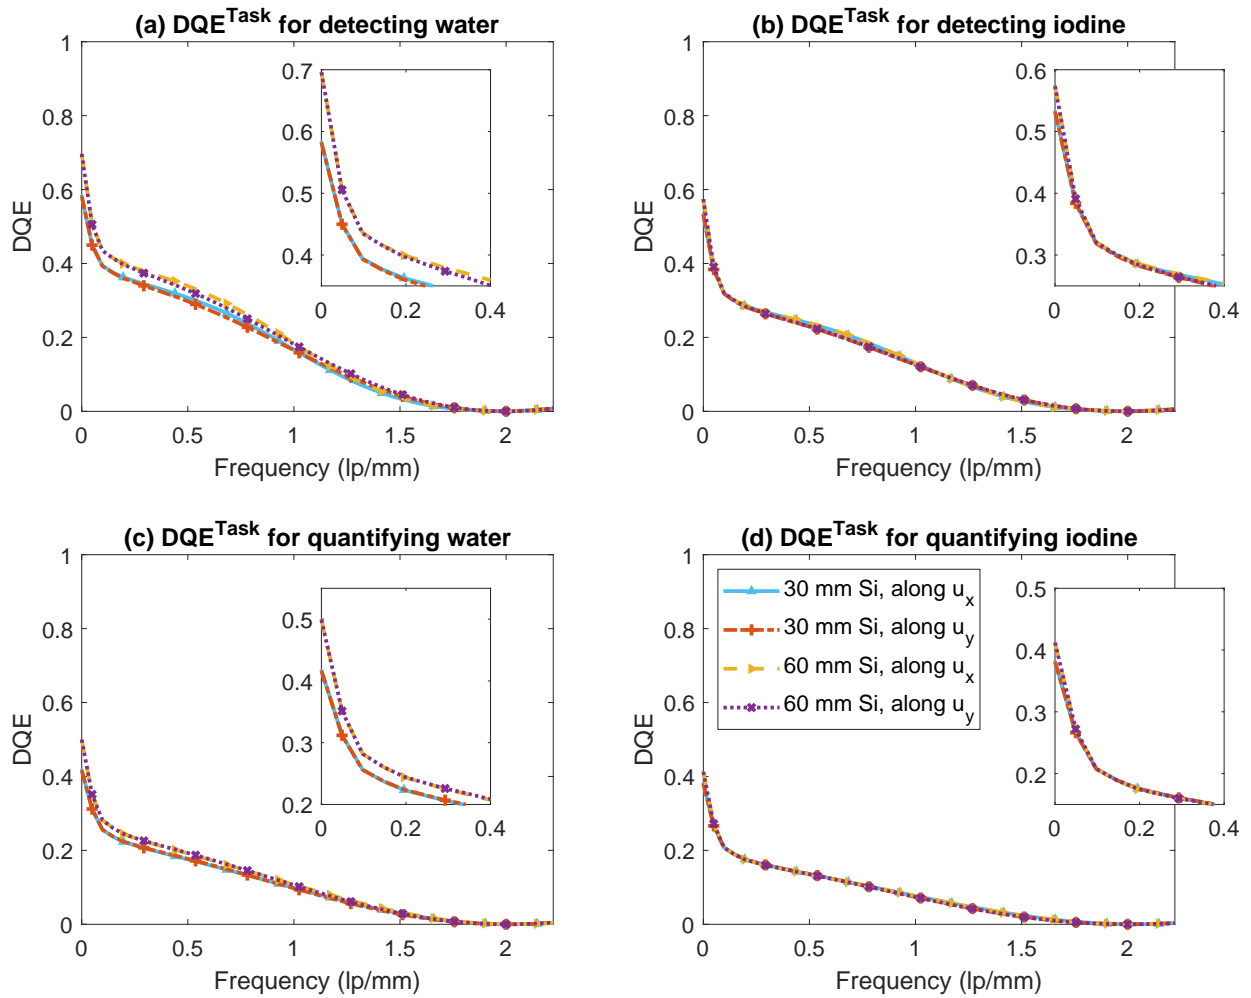 (a) DQE^Task for detecting water
1
0.8
0.6
0.4
0.2
0
DQE
0 0.5 1 1.5 2
Frequency (lp/mm)
0.7
0.6
0.5
0.4
0 0.2 0.4
(b) DQE^Task for detecting iodine
1
0.8
0.6
0.4
0.2
0
DQE
0 0.5 1 1.5 2
Frequency (lp/mm)
0.6
0.5
0.4
0.3
0 0.2 0.4
(c) DQE^Task for quantifying water
1
0.8
0.6
0.4
0.2
0
DQE
0 0.5 1 1.5 2
Frequency (lp/mm)
0.5
0.4
0.3
0.2
0 0.2 0.4
(d) DQE^Task for quantifying iodine
1
0.8
0.6
0.4
0.2
0
DQE
0 0.5 1 1.5 2
Frequency (lp/mm)
30 mm Si, along u_x
30 mm Si, along u_y
60 mm Si, along u_x
60 mm Si, along u_y
0.5
0.4
0.3
0.2
0 0.2 0.4